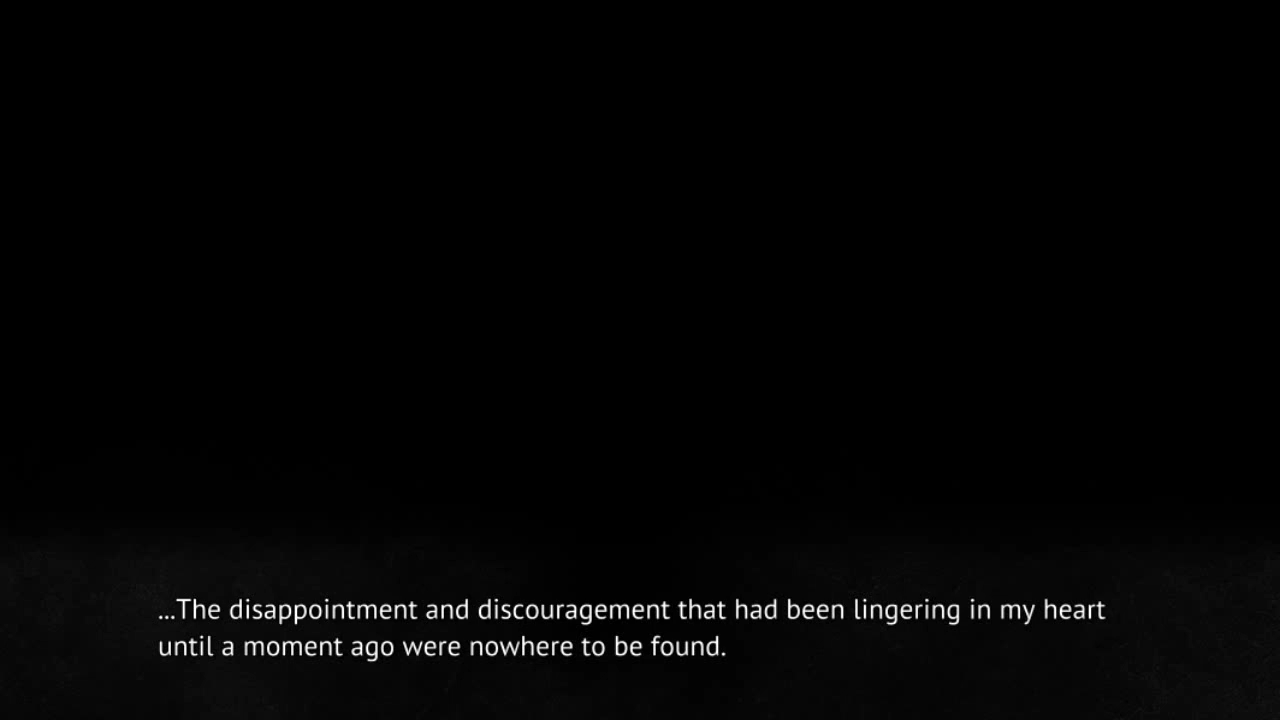 ...The disappointment and discouragement that had been lingering in my heart
until a moment ago were nowhere to be found.